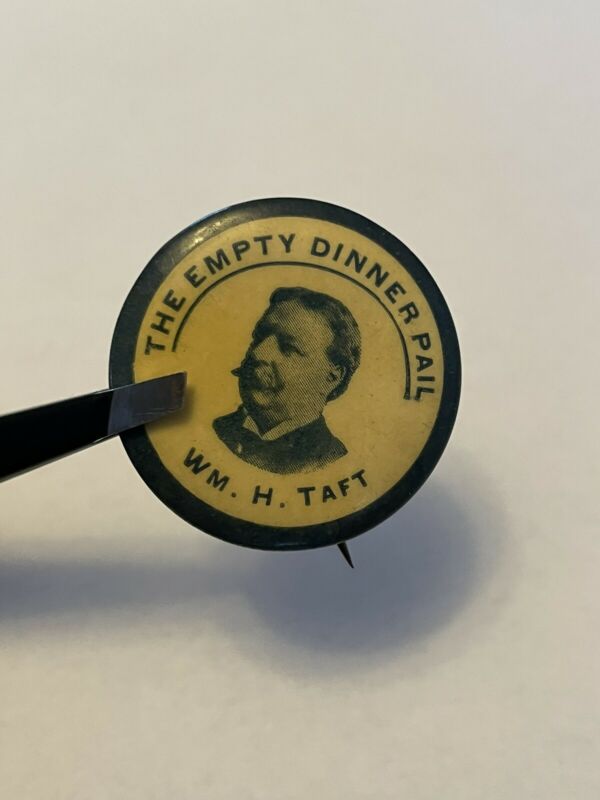 THE EMPTY DINNER PAIL
WM. H. TAFT